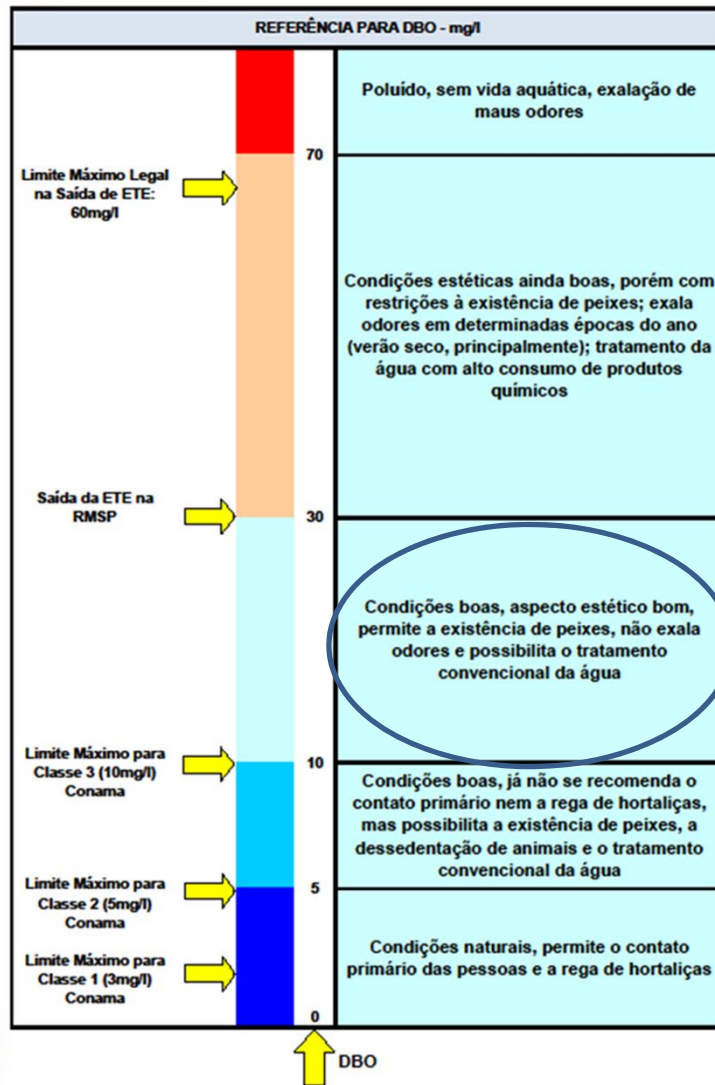 REFERÊNCIA PARA DBO - mg/l
Poluído, sem vida aquática, exalação de
maus odores
70
Limite Máximo Legal
na Saída de ETE:
60mg/l
Condições estéticas ainda boas, porém com
restrições à existência de peixes; exala
odores em determinadas épocas do ano
(verão seco, principalmente); tratamento da
água com alto consumo de produtos
químicos
Saída da ETE na
RMSP
30
Condições boas, aspecto estético bom,
permite a existência de peixes, não exala
odores e possibilita o tratamento
convencional da água
Limite Máximo para
Classe 3 (10mg/l)
Conama
10
Condições boas, já não se recomenda o
contato primário nem a rega de hortaliças,
mas possibilita a existência de peixes, a
dessedentação de animais e o tratamento
convencional da água
Limite Máximo para
Classe 2 (5mg/l)
Conama
5
Condições naturais, permite o contato
primário das pessoas e a rega de hortaliças
Limite Máximo para
Classe 1 (3mg/l)
Conama
0
DBO